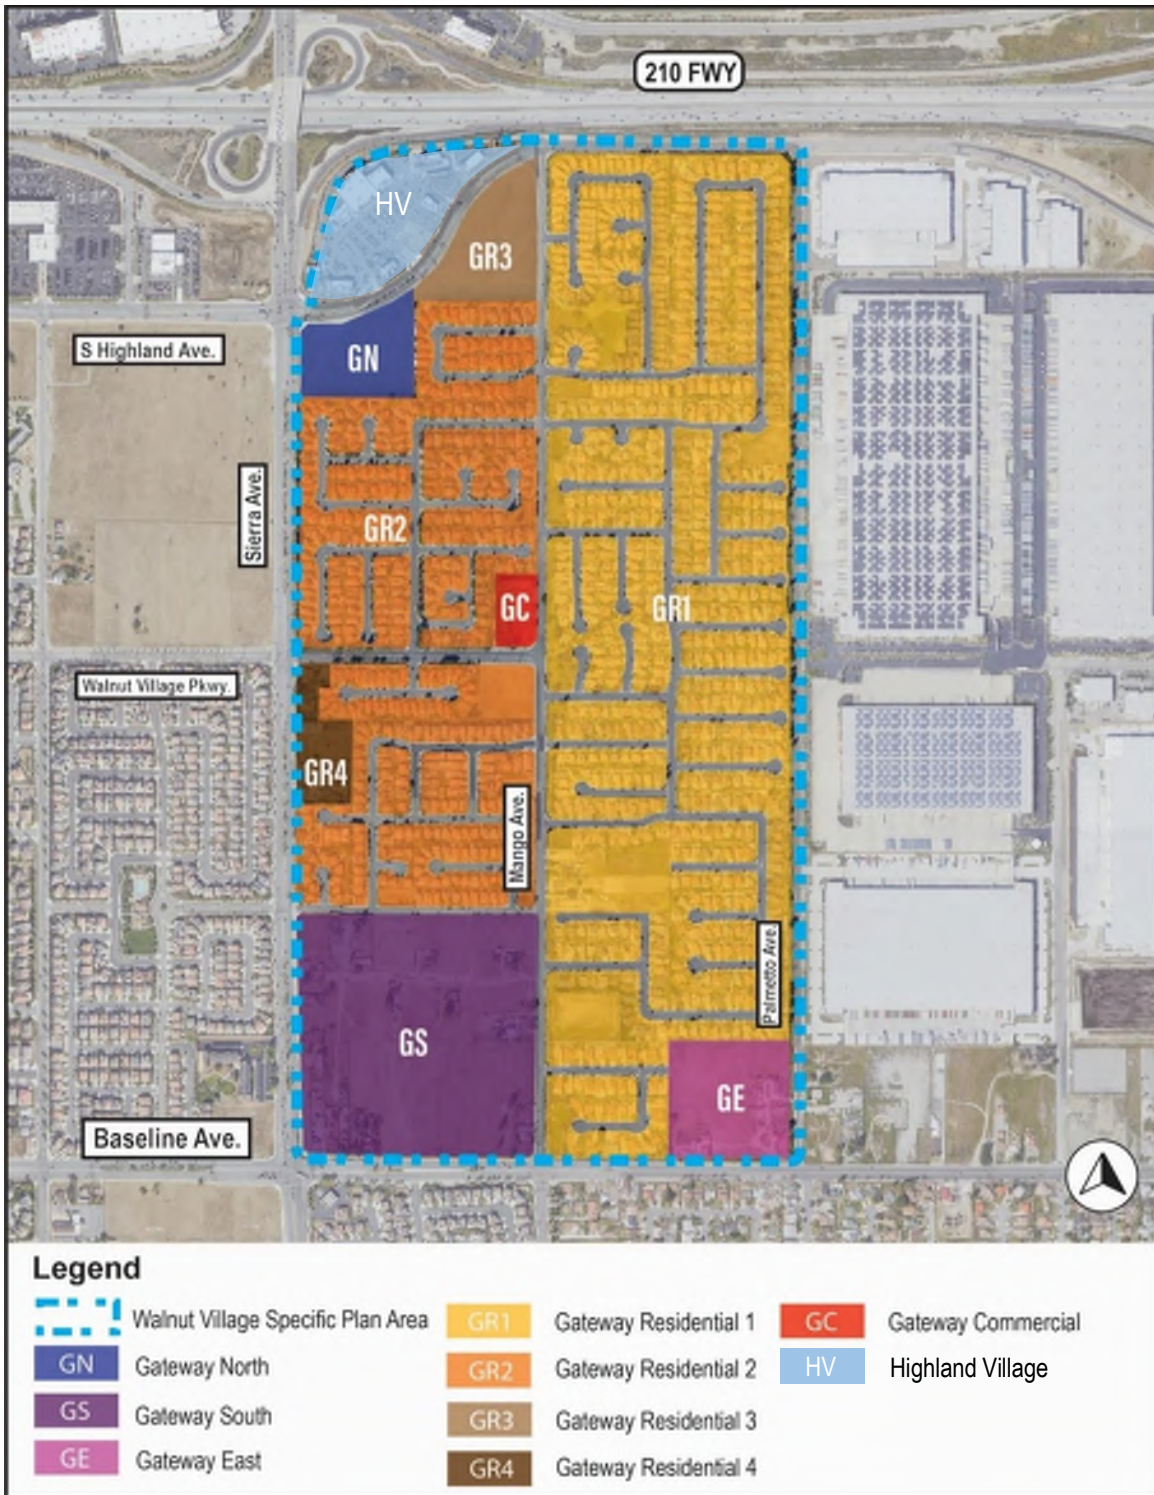 210 FWY
HV
GR3
S Highland Ave.
GN
Sierra Ave.
GR2
GC
GR1
Walnut Village Pkwy.
GR4
Mango Ave.
Palmetto Ave.
GS
GE
Baseline Ave.
Legend
Walnut Village Specific Plan Area
GN Gateway North
GS Gateway South
GE Gateway East
GR1 Gateway Residential 1
GR2 Gateway Residential 2
GR3 Gateway Residential 3
GR4 Gateway Residential 4
GC Gateway Commercial
HV Highland Village